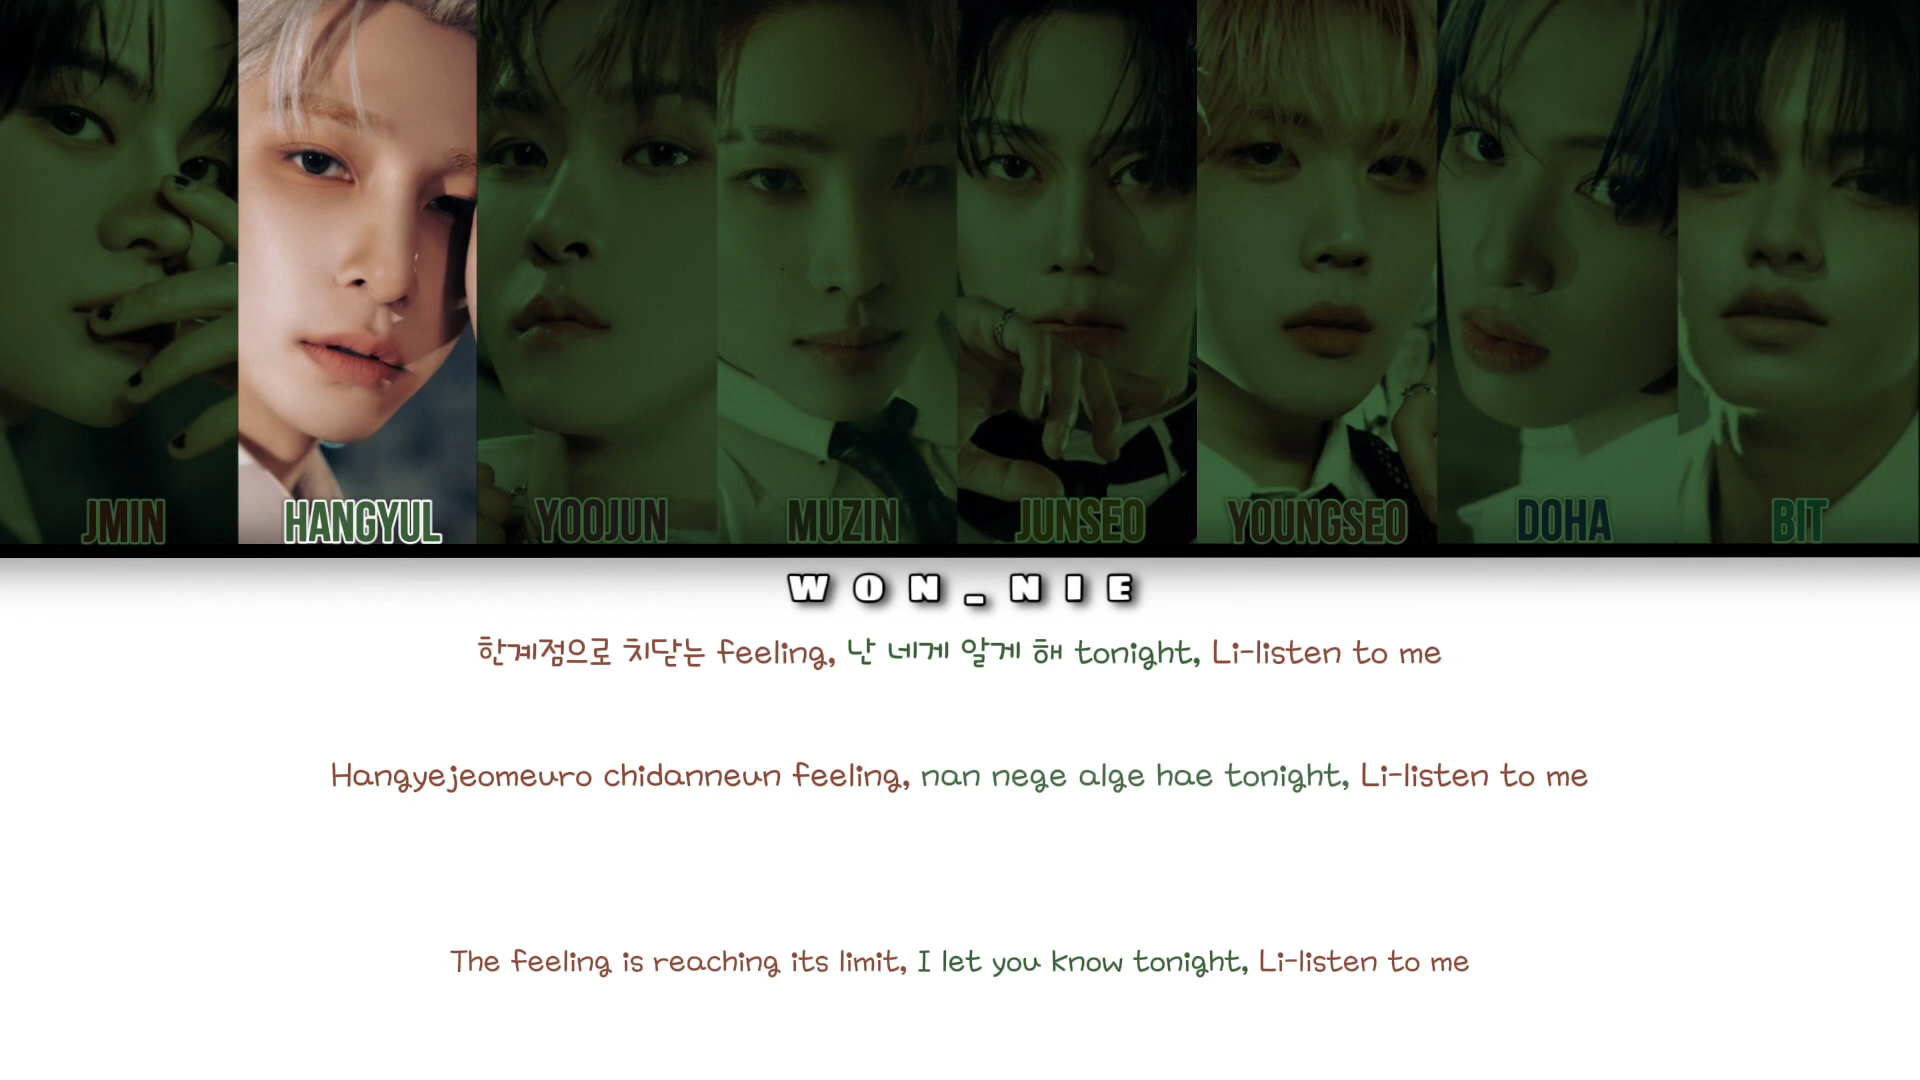 JMIN HANGYUL YOOJUN MUZIN JUNSEO YOUNGSEO DOHA BIT
WON_NIE
한계점으로 치닫는 feeling, 난 네게 알게 해 tonight, Li-listen to me
Hangyejeomeuro chidanneun feeling, nan nege alge hae tonight, Li-listen to me
The feeling is reaching its limit, I let you know tonight, Li-listen to me